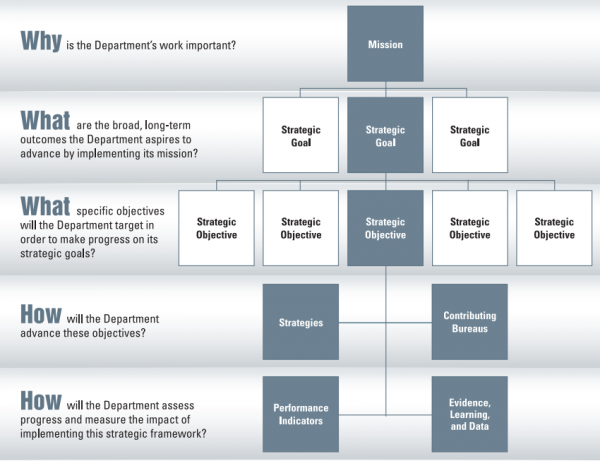 Why is the Department's work important?
Mission
What are the broad, long-term
outcomes the Department aspires to
advance by implementing its mission?
Strategic
Goal
Strategic
Goal
Strategic
Goal
What specific objectives
will the Department target in
order to make progress on its
strategic goals?
Strategic
Objective
Strategic
Objective
Strategic
Objective
Strategic
Objective
Strategic
Objective
How will the Department
advance these objectives?
Strategies
Contributing
Bureaus
How will the Department assess
progress and measure the impact of
implementing this strategic framework?
Performance
Indicators
Evidence,
Learning,
and Data